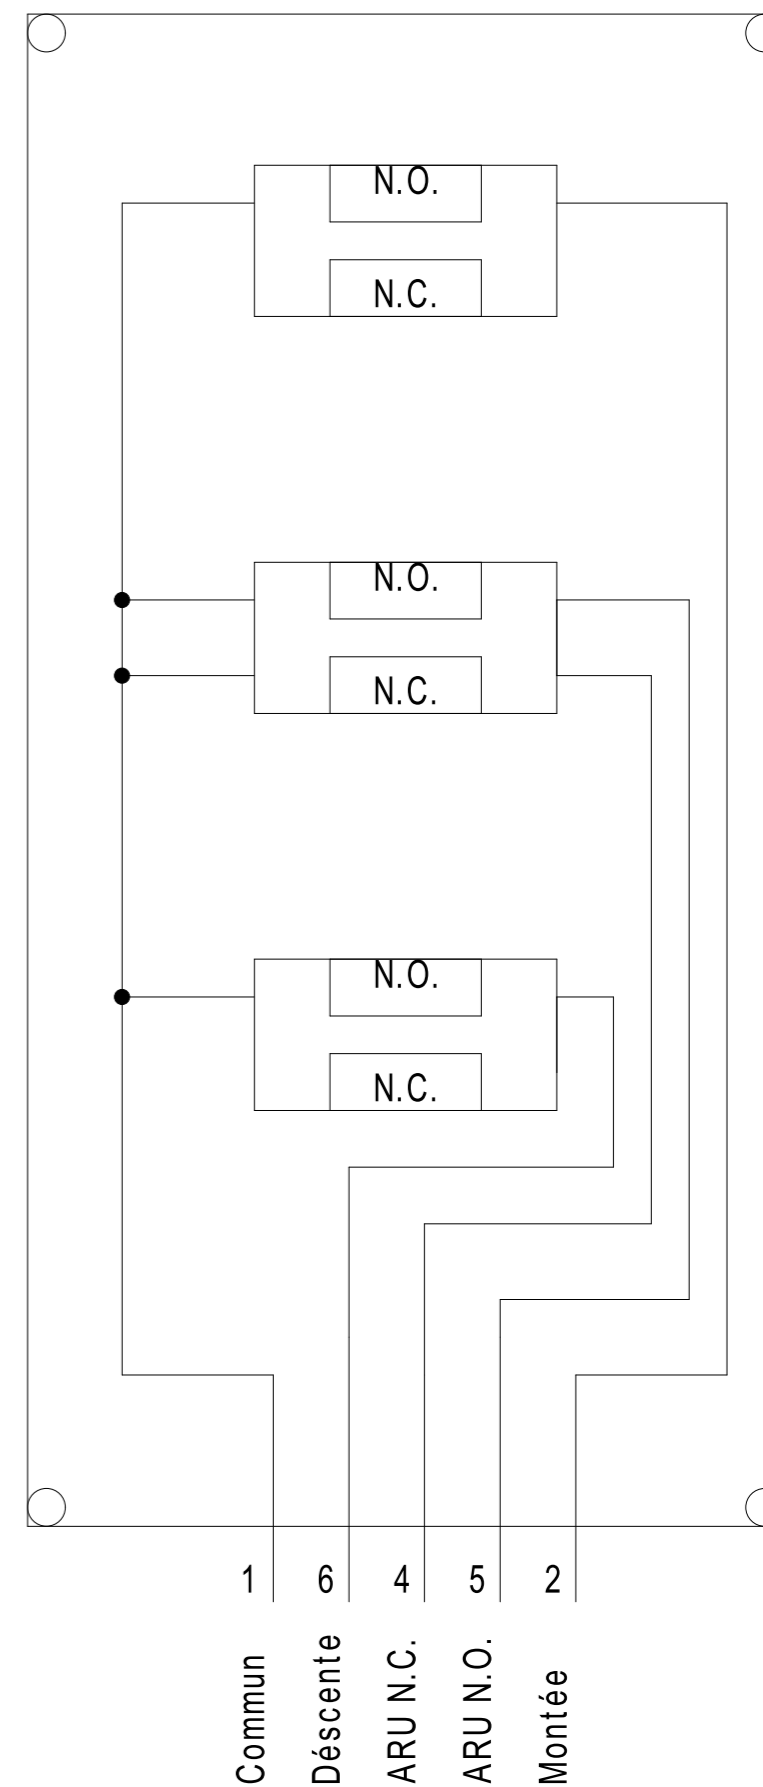 N.O.
N.C.
N.O.
N.C.
N.O.
N.C.
1 6 4 5 2
Commun
Déscente
ARU N.C.
ARU N.O.
Montée